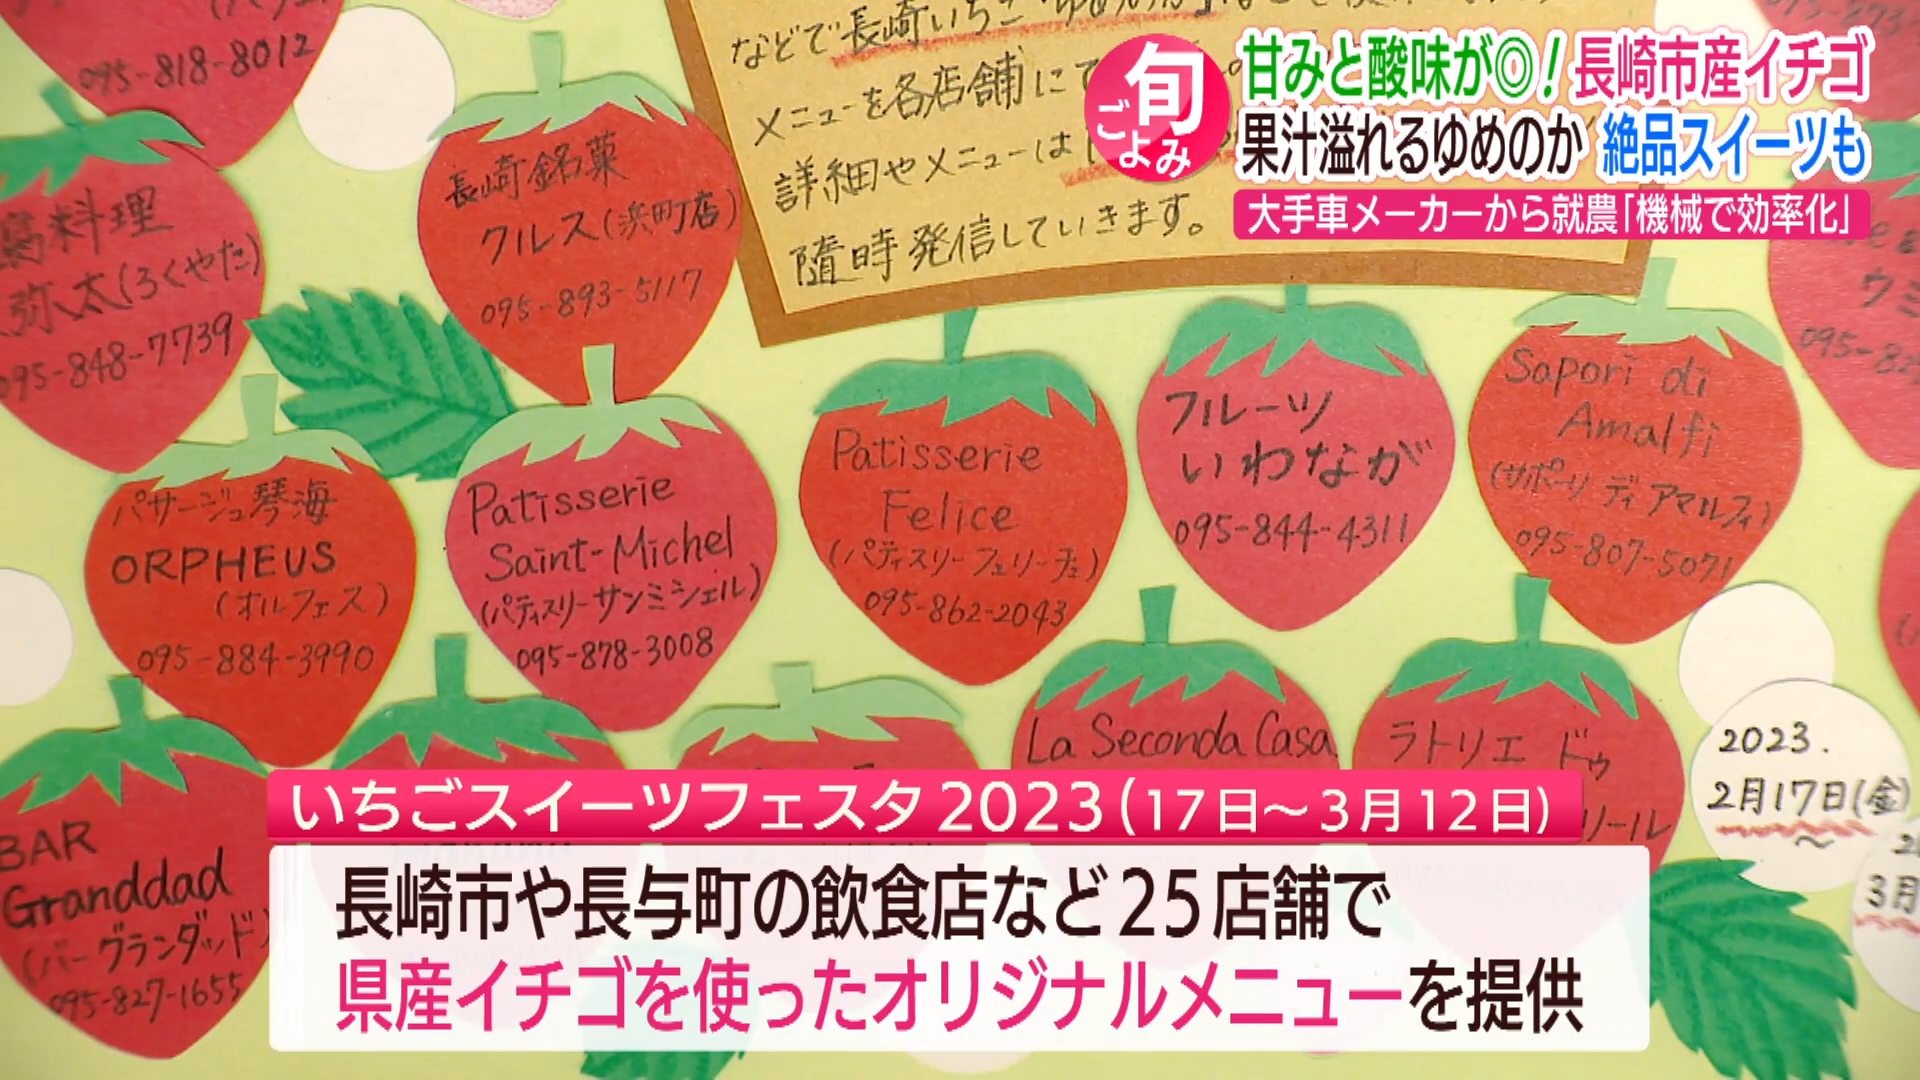 095-818-8012
などで長崎いちご
メニューを各店舗にて
詳細やメニューは
随時発信していきます。
旬
ごよみ
甘みと酸味が◎!長崎市産イチゴ
果汁溢れるゆめのか 絶品スイーツも
大手車メーカーから就農「機械で効率化」
料理
弥太(ろくやた)
095-848-7739
長崎銘菓
クルス(浜町店)
095-893-5117
パサージュ琴海
ORPHEUS
(オルフェス)
095-884-3990
Patisserie
Saint-Michel
(パティスリーサンミシェル)
095-878-3008
Patisserie
Felice
(パティスリーフェリーチェ)
095-862-2043
フルーツ
いわなが
095-844-4311
Sapori di
Amalfi
(サポーリ ディ アマルフィ)
095-807-5071
BAR
Granddad
(バーグランダッド)
095-827-1655
La Seconda Casa
ラトリエ ドゥ
リール
2023.
2月17日(金)
~
3月
いちごスイーツフェスタ2023(17日~3月12日)
長崎市や長与町の飲食店など25店舗で
県産イチゴを使ったオリジナルメニューを提供